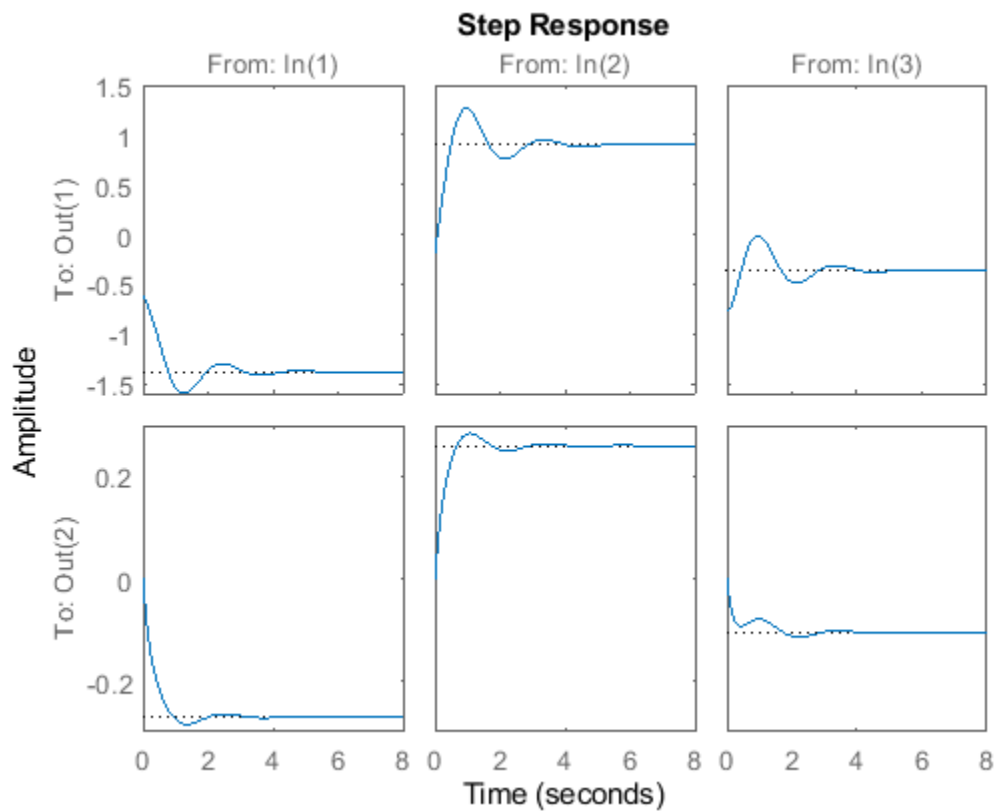 Step Response
From: In(1)
From: In(2)
From: In(3)
To: Out(1)
1.5
1
0.5
0
-0.5
-1
-1.5
Amplitude
To: Out(2)
0.2
0
-0.2
0 2 4 6 8
0 2 4 6 8
0 2 4 6 8
Time (seconds)